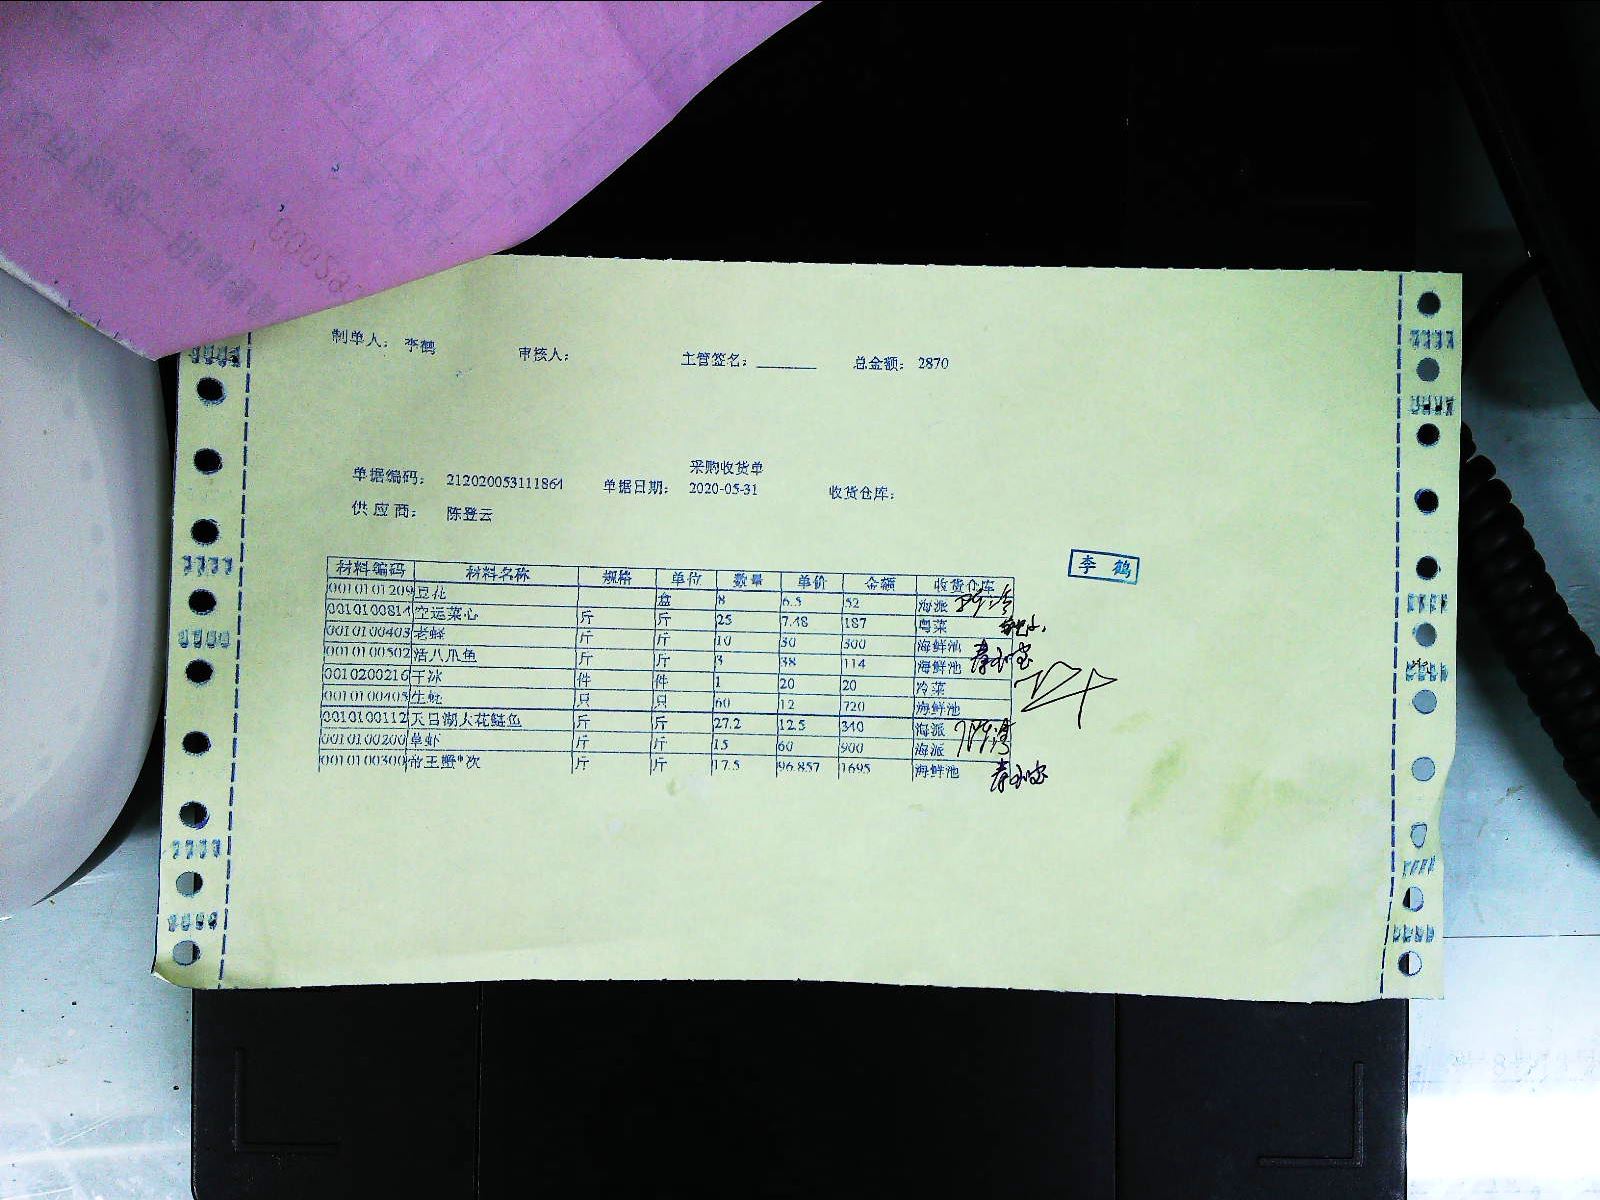 制单人： 李鹤 审核人： 主管签名：________ 总金额： 2870
采购收货单
单据编码： 212020053111864 单据日期： 2020-05-31 收货仓库：
供应商： 陈登云
李鹤
材料编码 材料名称 规格 单位 数量 单价 金额 收货仓库
0010101209 豆花 盒 8 6.5 52 海派
0010100814 空运菜心 斤 斤 25 7.48 187 粤菜
0010100403 老蛏 斤 斤 10 30 300 海鲜池
0010100502 活八爪鱼 斤 斤 3 38 114 海鲜池
0010200216 干冰 件 件 1 20 20 冷菜
0010100405 生蚝 只 只 60 12 720 海鲜池
0010100112 天目湖大花鲢鱼 斤 斤 27.2 12.5 340 海派
0010100200 草虾 斤 斤 15 60 900 海派
0010100300 帝王蟹*次 斤 斤 17.5 96.857 1695 海鲜池